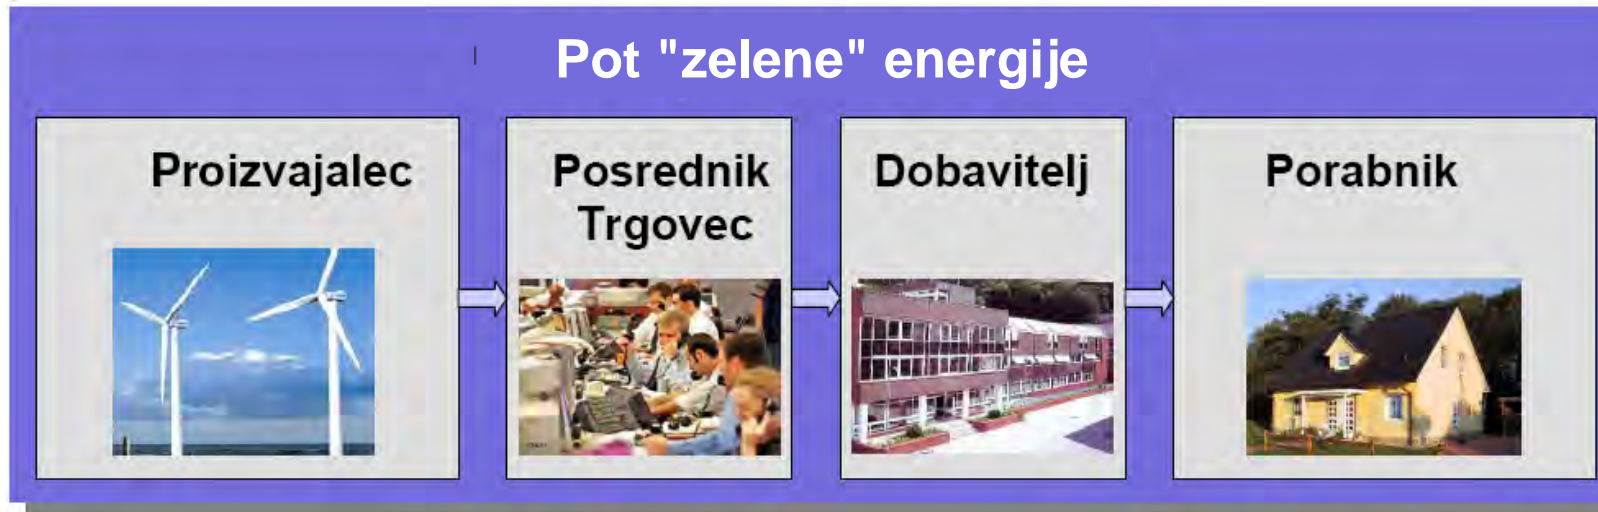 Pot "zelene" energije
Proizvajalec
Posrednik
Trgovec
Dobavitelj
Porabnik